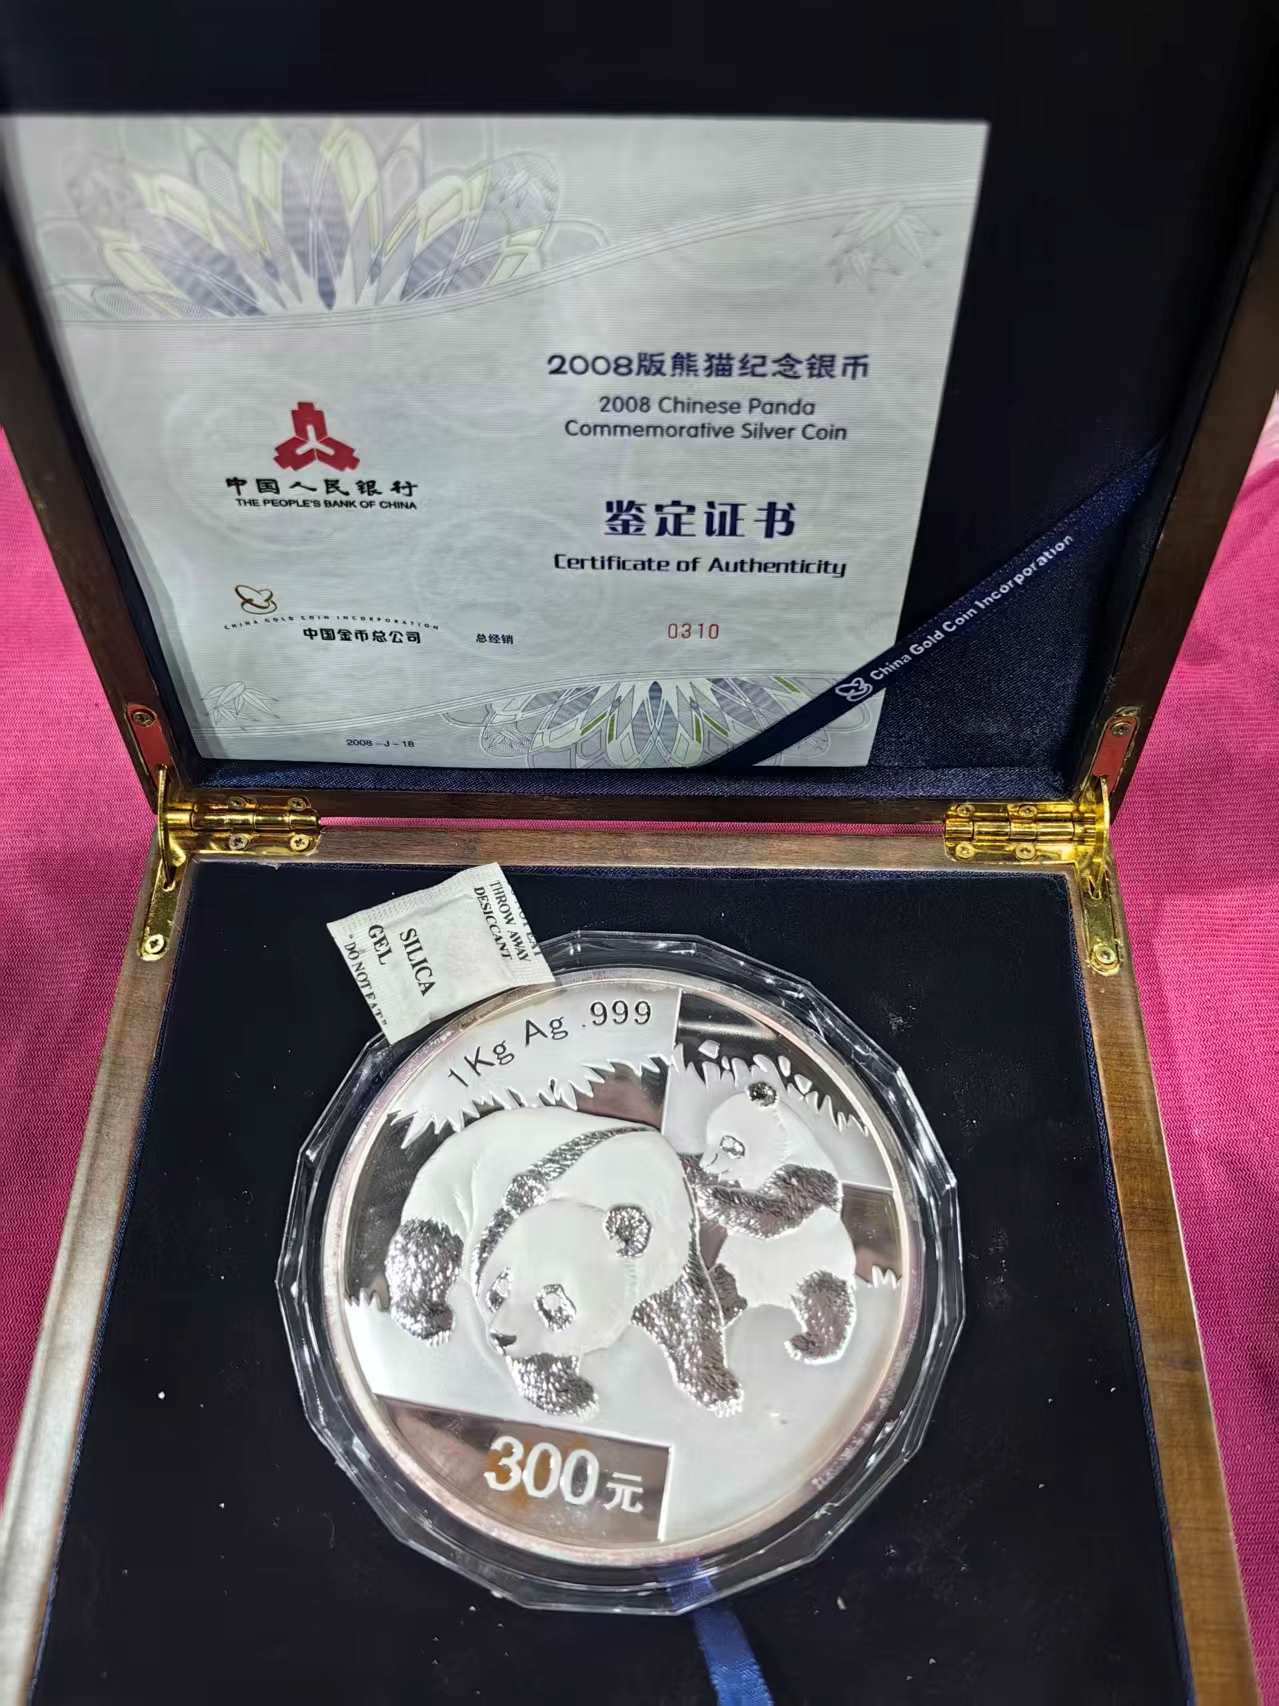 2008版熊猫纪念银币
2008 Chinese Panda
Commemorative Silver Coin
中国人民银行
THE PEOPLE'S BANK OF CHINA
鉴定证书
Certificate of Authenticity
CHINA GOLD COIN INCORPORATION
中国金币总公司 总经销
0310
2008-J-18
China Gold Coin Incorporation
THROW AWAY
DESICCANT
SILICA
GEL
"DO NOT EAT"
1Kg Ag .999
300元